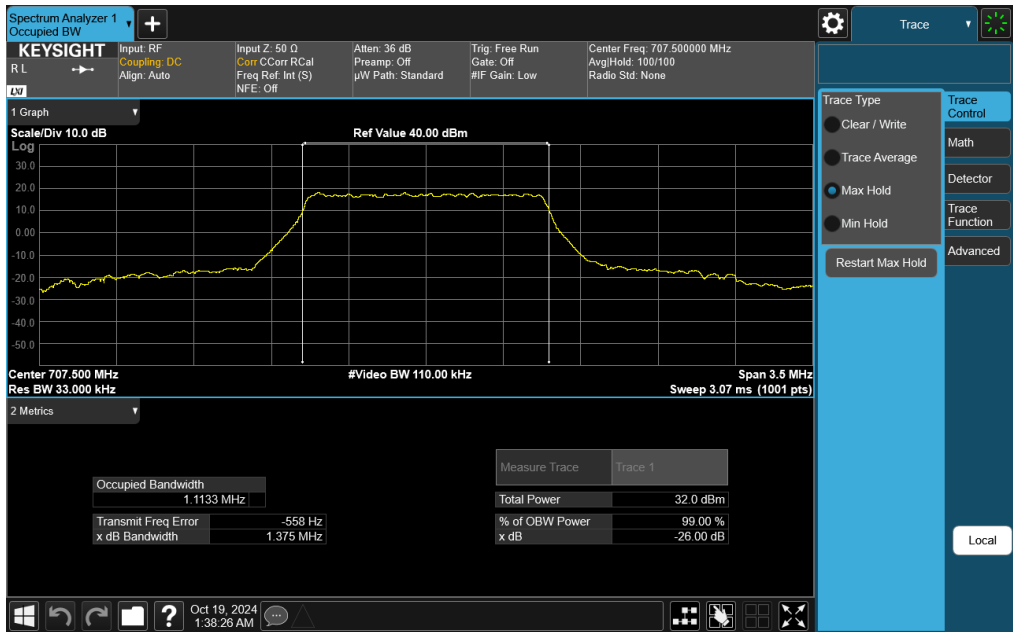 Spectrum Analyzer 1
Occupied BW
Trace
KEYSIGHT
R L
LXI
Input: RF
Coupling: DC
Align: Auto
Input Z: 50 Ω
Corr CCorr RCal
Freq Ref: Int (S)
NFE: Off
Atten: 36 dB
Preamp: Off
µW Path: Standard
Trig: Free Run
Gate: Off
#IF Gain: Low
Center Freq: 707.500000 MHz
Avg|Hold: 100/100
Radio Std: None
1 Graph
Scale/Div 10.0 dB
Ref Value 40.00 dBm
Log
30.0
20.0
10.0
0.00
-10.0
-20.0
-30.0
-40.0
-50.0
Center 707.500 MHz
#Video BW 110.00 kHz
Span 3.5 MHz
Res BW 33.000 kHz
Sweep 3.07 ms (1001 pts)
2 Metrics
Measure Trace
Trace 1
Occupied Bandwidth
1.1133 MHz
Total Power
32.0 dBm
Transmit Freq Error
-558 Hz
% of OBW Power
99.00 %
x dB Bandwidth
1.375 MHz
x dB
-26.00 dB
Trace Type
Clear / Write
Trace Average
Max Hold
Min Hold
Restart Max Hold
Trace
Control
Math
Detector
Trace
Function
Advanced
Local
?
Oct 19, 2024
1:38:26 AM